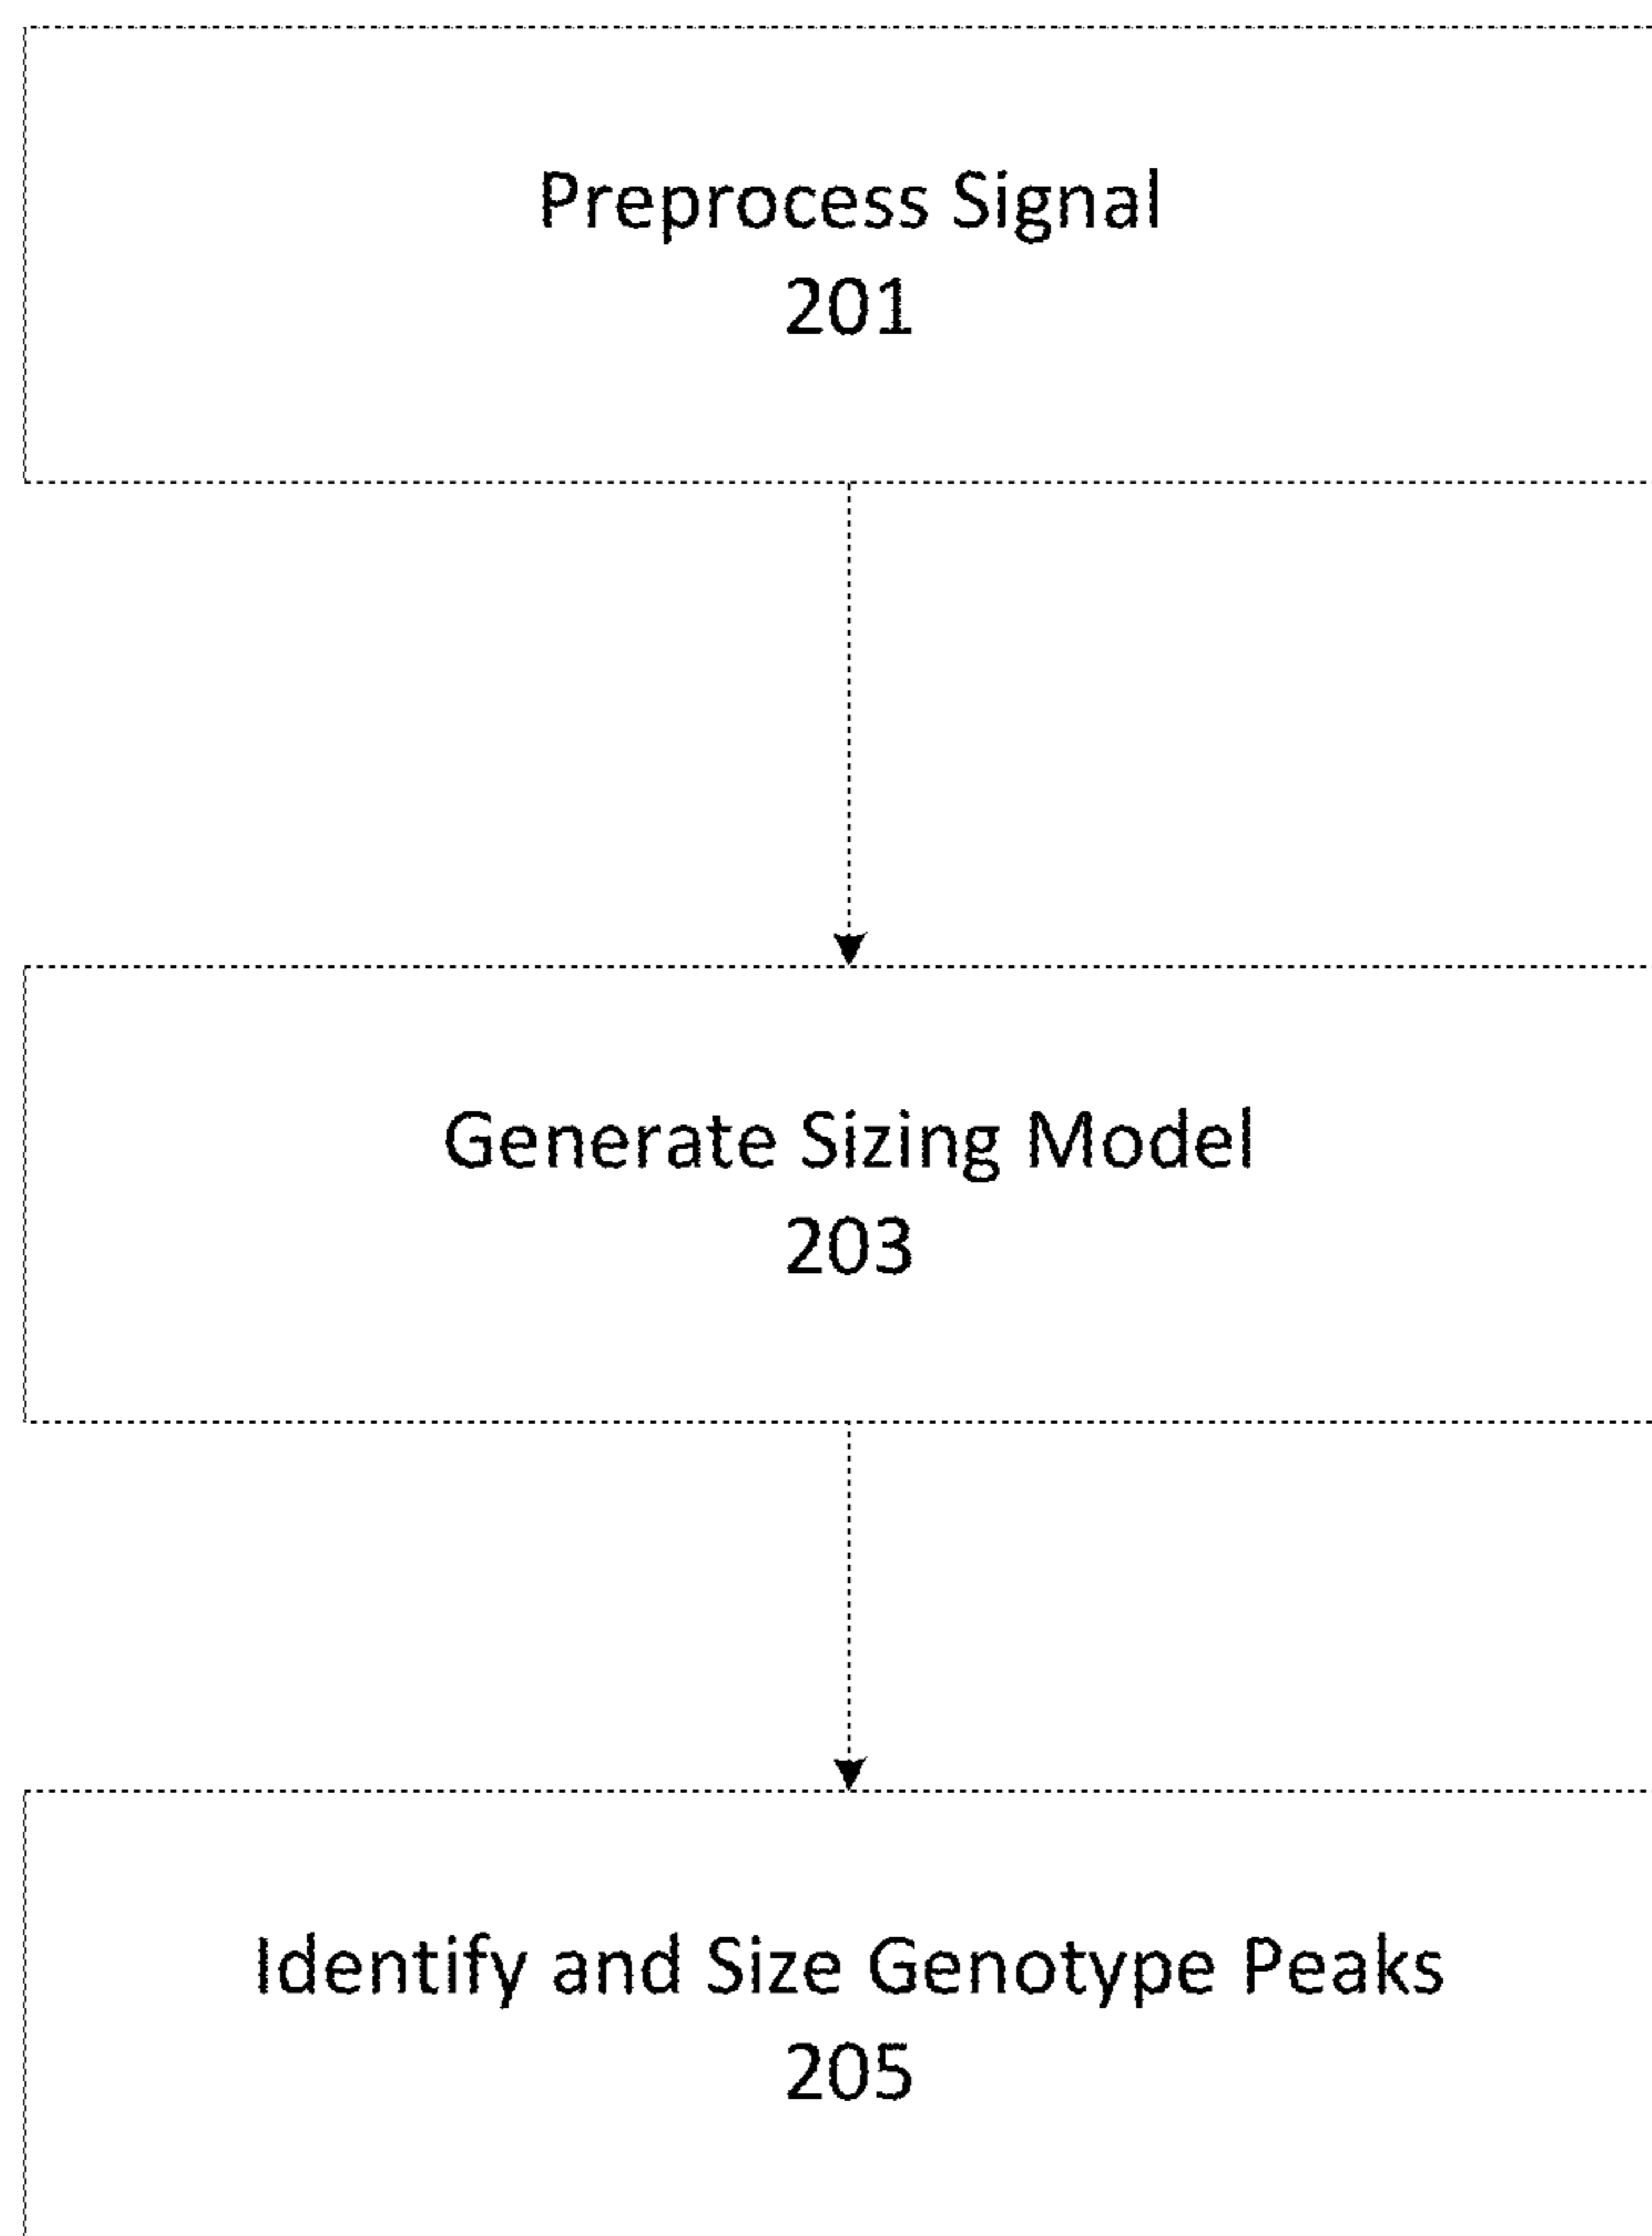 Preprocess Signal
201
Generate Sizing Model
203
Identify and Size Genotype Peaks
205